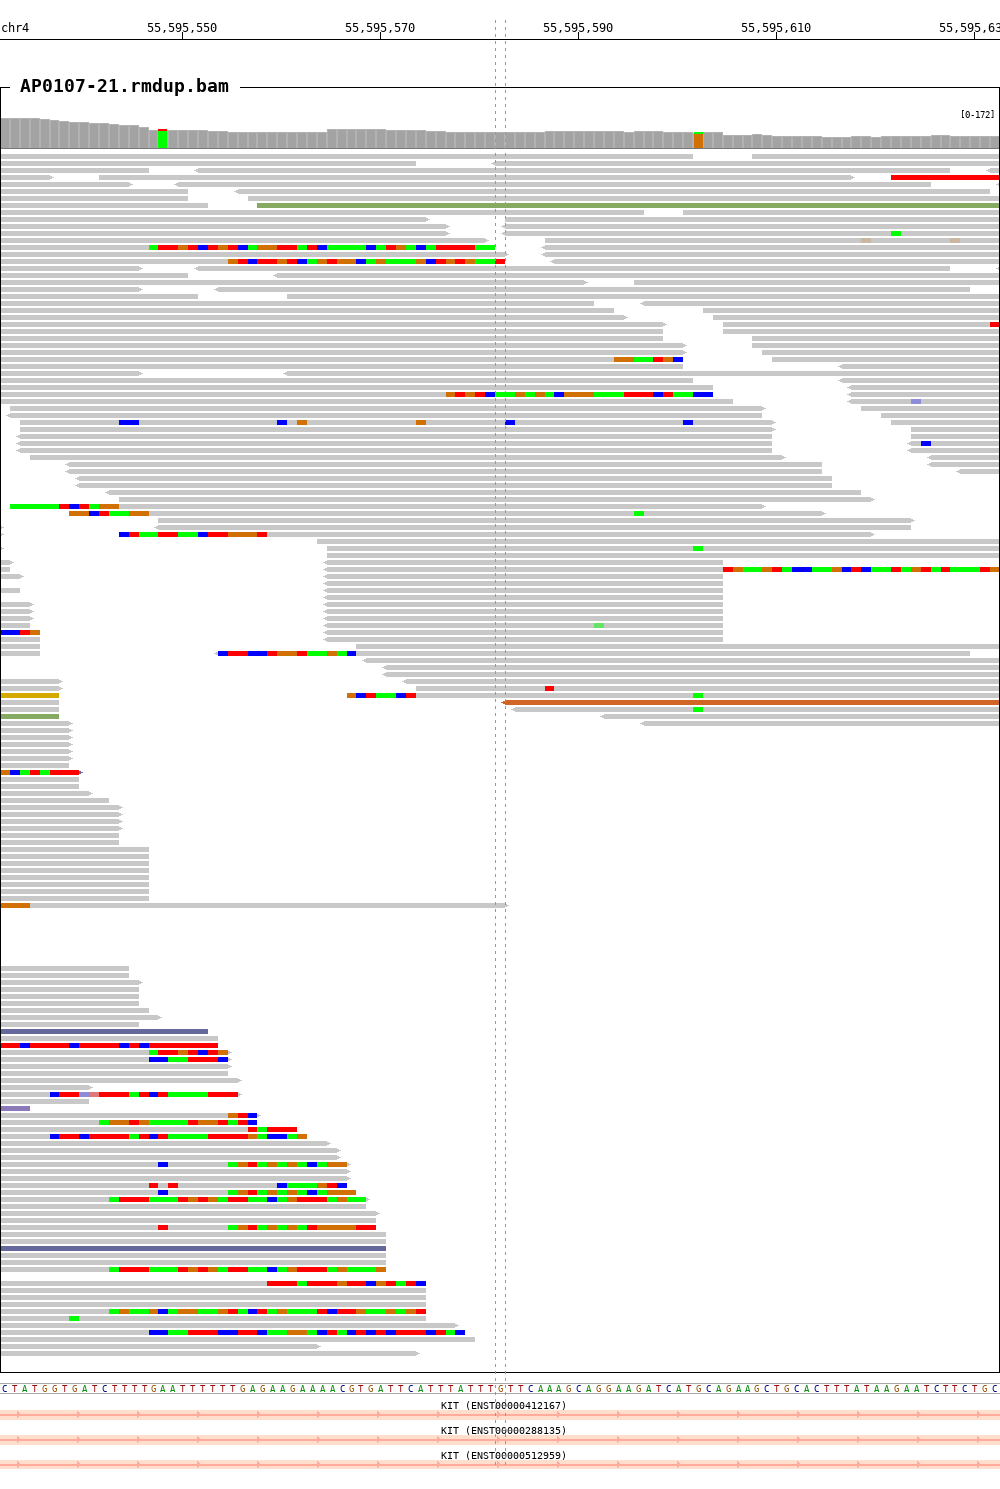 chr4 55,595,550 55,595,570 55,595,590 55,595,610 55,595,63
AP0107-21.rmdup.bam
[0-172]
CTATGGTGATCTTTTGAATTTTTTGAGAAGAAAACGTGATTCATTTATTTGTTCAAAGCAGGAAGATCATGCAGAAGCTGCACTTTATAAGAATCTTCTGC
KIT (ENST00000412167)
KIT (ENST00000288135)
KIT (ENST00000512959)